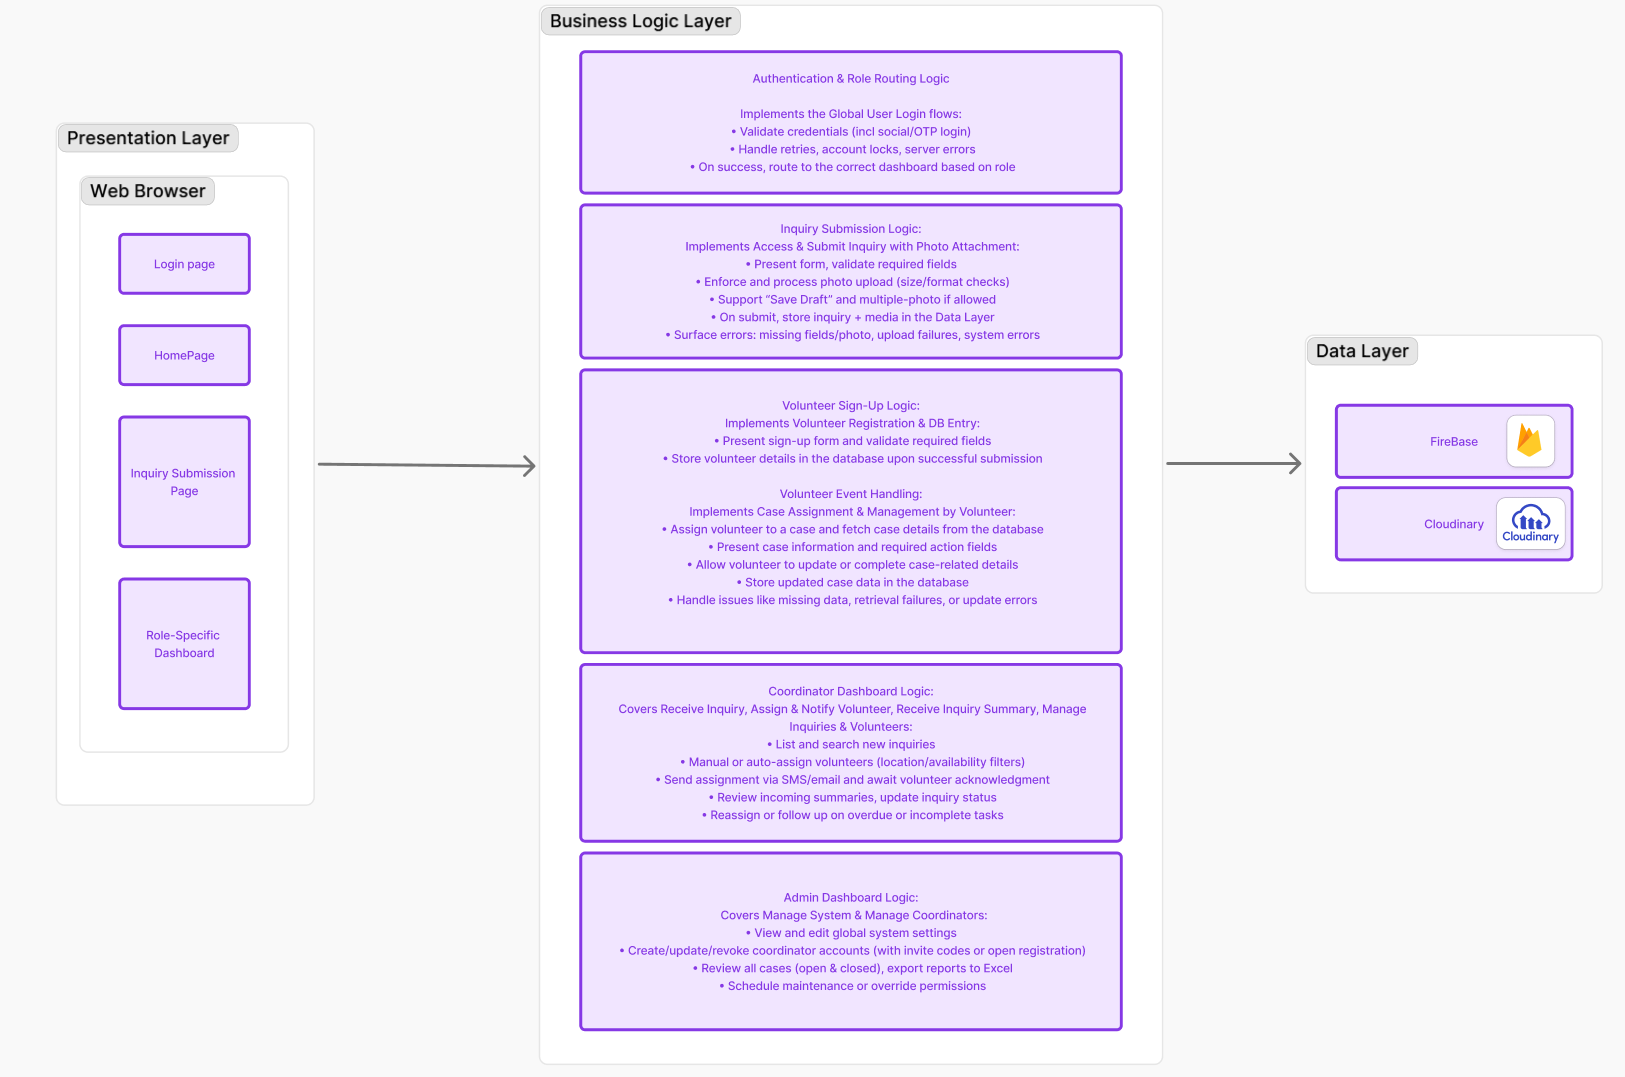 Presentation Layer
Web Browser
Login page
HomePage
Inquiry Submission
Page
Role-Specific
Dashboard
Business Logic Layer
Authentication & Role Routing Logic
Implements the Global User Login flows:
• Validate credentials (incl social/OTP login)
• Handle retries, account locks, server errors
• On success, route to the correct dashboard based on role
Inquiry Submission Logic:
Implements Access & Submit Inquiry with Photo Attachment:
• Present form, validate required fields
• Enforce and process photo upload (size/format checks)
• Support “Save Draft” and multiple-photo if allowed
• On submit, store inquiry + media in the Data Layer
• Surface errors: missing fields/photo, upload failures, system errors
Volunteer Sign-Up Logic:
Implements Volunteer Registration & DB Entry:
• Present sign-up form and validate required fields
• Store volunteer details in the database upon successful submission
Volunteer Event Handling:
Implements Case Assignment & Management by Volunteer:
• Assign volunteer to a case and fetch case details from the database
• Present case information and required action fields
• Allow volunteer to update or complete case-related details
• Store updated case data in the database
• Handle issues like missing data, retrieval failures, or update errors
Coordinator Dashboard Logic:
Covers Receive Inquiry, Assign & Notify Volunteer, Receive Inquiry Summary, Manage
Inquiries & Volunteers:
• List and search new inquiries
• Manual or auto-assign volunteers (location/availability filters)
• Send assignment via SMS/email and await volunteer acknowledgment
• Review incoming summaries, update inquiry status
• Reassign or follow up on overdue or incomplete tasks
Admin Dashboard Logic:
Covers Manage System & Manage Coordinators:
• View and edit global system settings
• Create/update/revoke coordinator accounts (with invite codes or open registration)
• Review all cases (open & closed), export reports to Excel
• Schedule maintenance or override permissions
Data Layer
FireBase
Cloudinary
Cloudinary